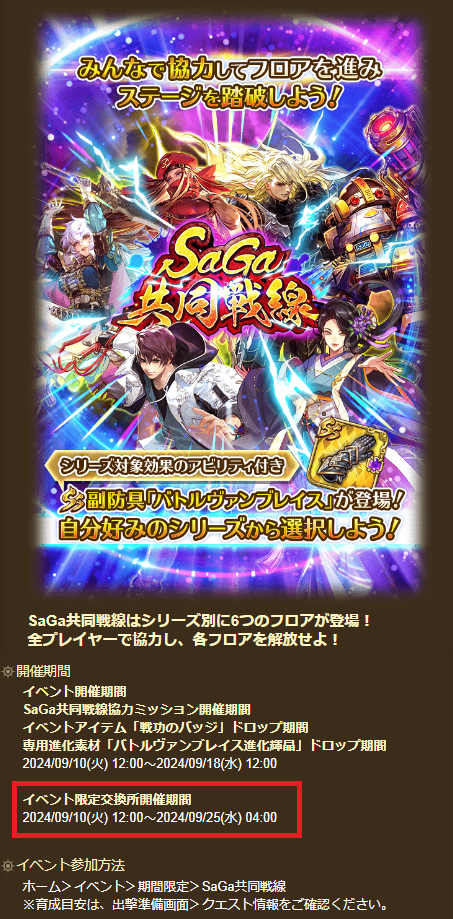 みんなで協力してフロアを進み
ステージを踏破しよう！
SaGa
共同戦線
シリーズ対象効果のアビリティ付き
SS
SS副防具「バトルヴァンブレイス」が登場！
自分好みのシリーズから選択しよう！
SaGa共同戦線はシリーズ別に6つのフロアが登場！
全プレイヤーで協力し、各フロアを解放せよ！
開催期間
イベント開催期間
SaGa共同戦線協力ミッション開催期間
イベントアイテム「戦功のバッジ」ドロップ期間
専用進化素材「バトルヴァンブレイス進化輝晶」ドロップ期間
2024/09/10(火) 12:00～2024/09/18(水) 12:00
イベント限定交換所開催期間
2024/09/10(火) 12:00～2024/09/25(水) 04:00
イベント参加方法
ホーム＞イベント＞期間限定＞SaGa共同戦線
※育成目安は、出撃準備画面＞クエスト情報をご確認ください。